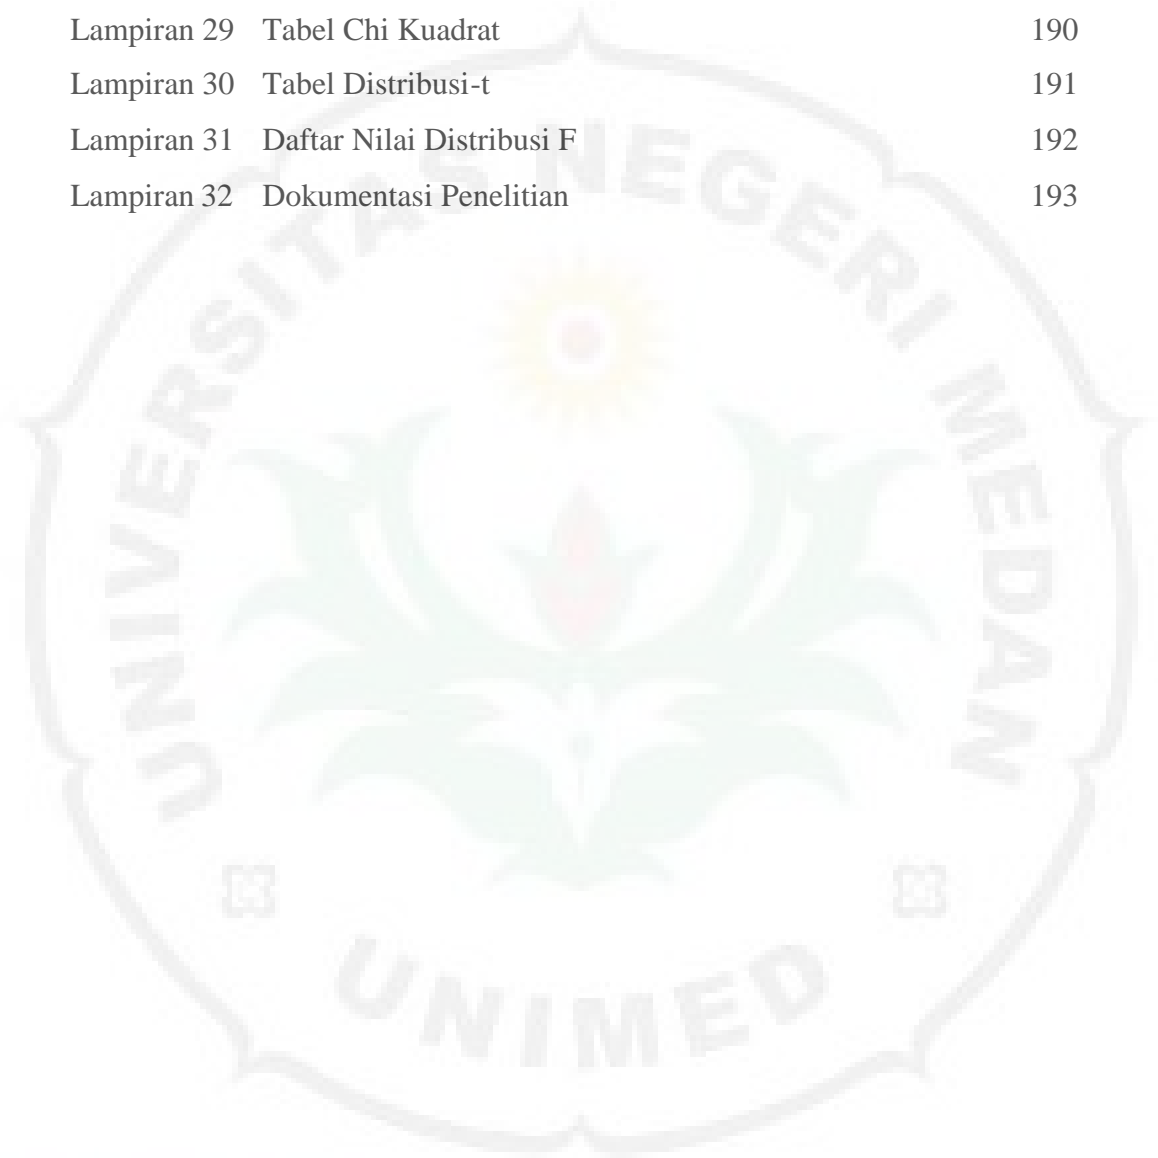 Lampiran 29 Tabel Chi Kuadrat 190
Lampiran 30 Tabel Distribusi-t 191
Lampiran 31 Daftar Nilai Distribusi F 192
Lampiran 32 Dokumentasi Penelitian 193
UNIVERSITAS NEGERI MEDAN
UNIMED